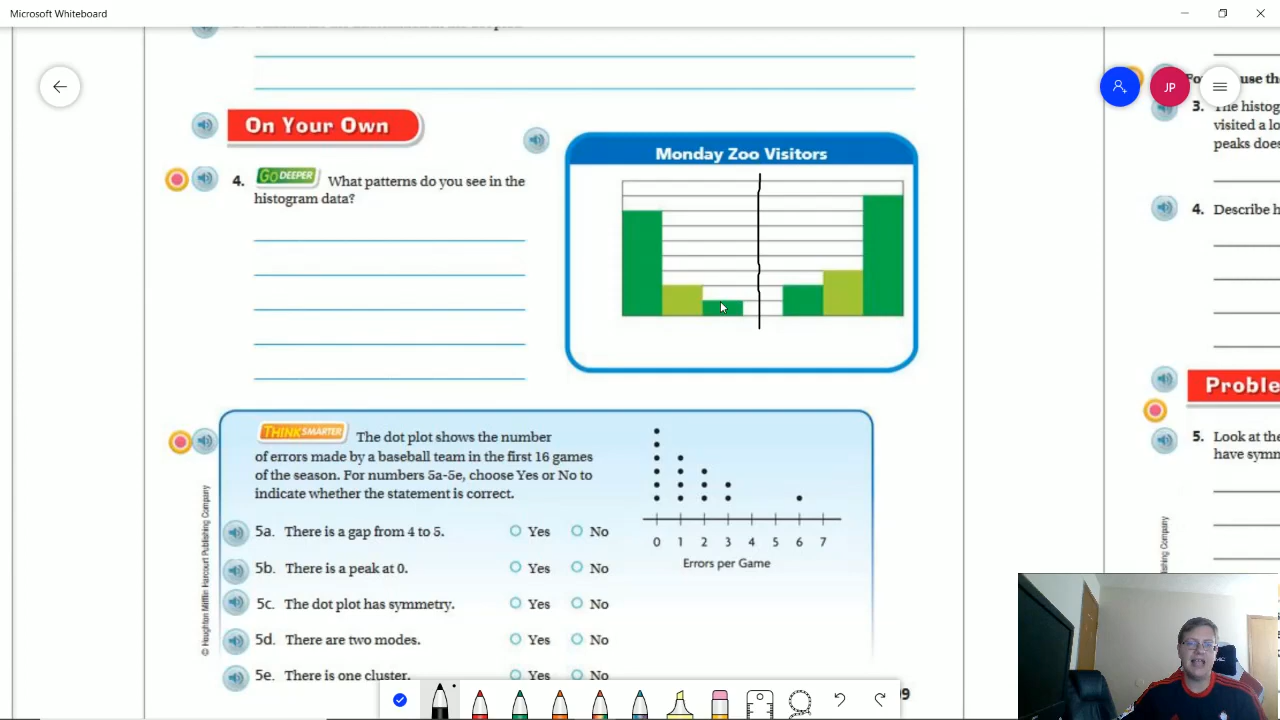 Microsoft Whiteboard
JP
On Your Own
4. GO DEEPER What patterns do you see in the
histogram data?
Monday Zoo Visitors
THINK SMARTER The dot plot shows the number
of errors made by a baseball team in the first 16 games
of the season. For numbers 5a-5e, choose Yes or No to
indicate whether the statement is correct.
5a. There is a gap from 4 to 5. Yes No
5b. There is a peak at 0. Yes No
5c. The dot plot has symmetry. Yes No
5d. There are two modes. Yes No
5e. There is one cluster. Yes No
0 1 2 3 4 5 6 7
Errors per Game
© Houghton Mifflin Harcourt Publishing Company
use the
3. The histog
visited a lo
peaks does
4. Describe h
Proble
5. Look at the
have symm
shing Company
9